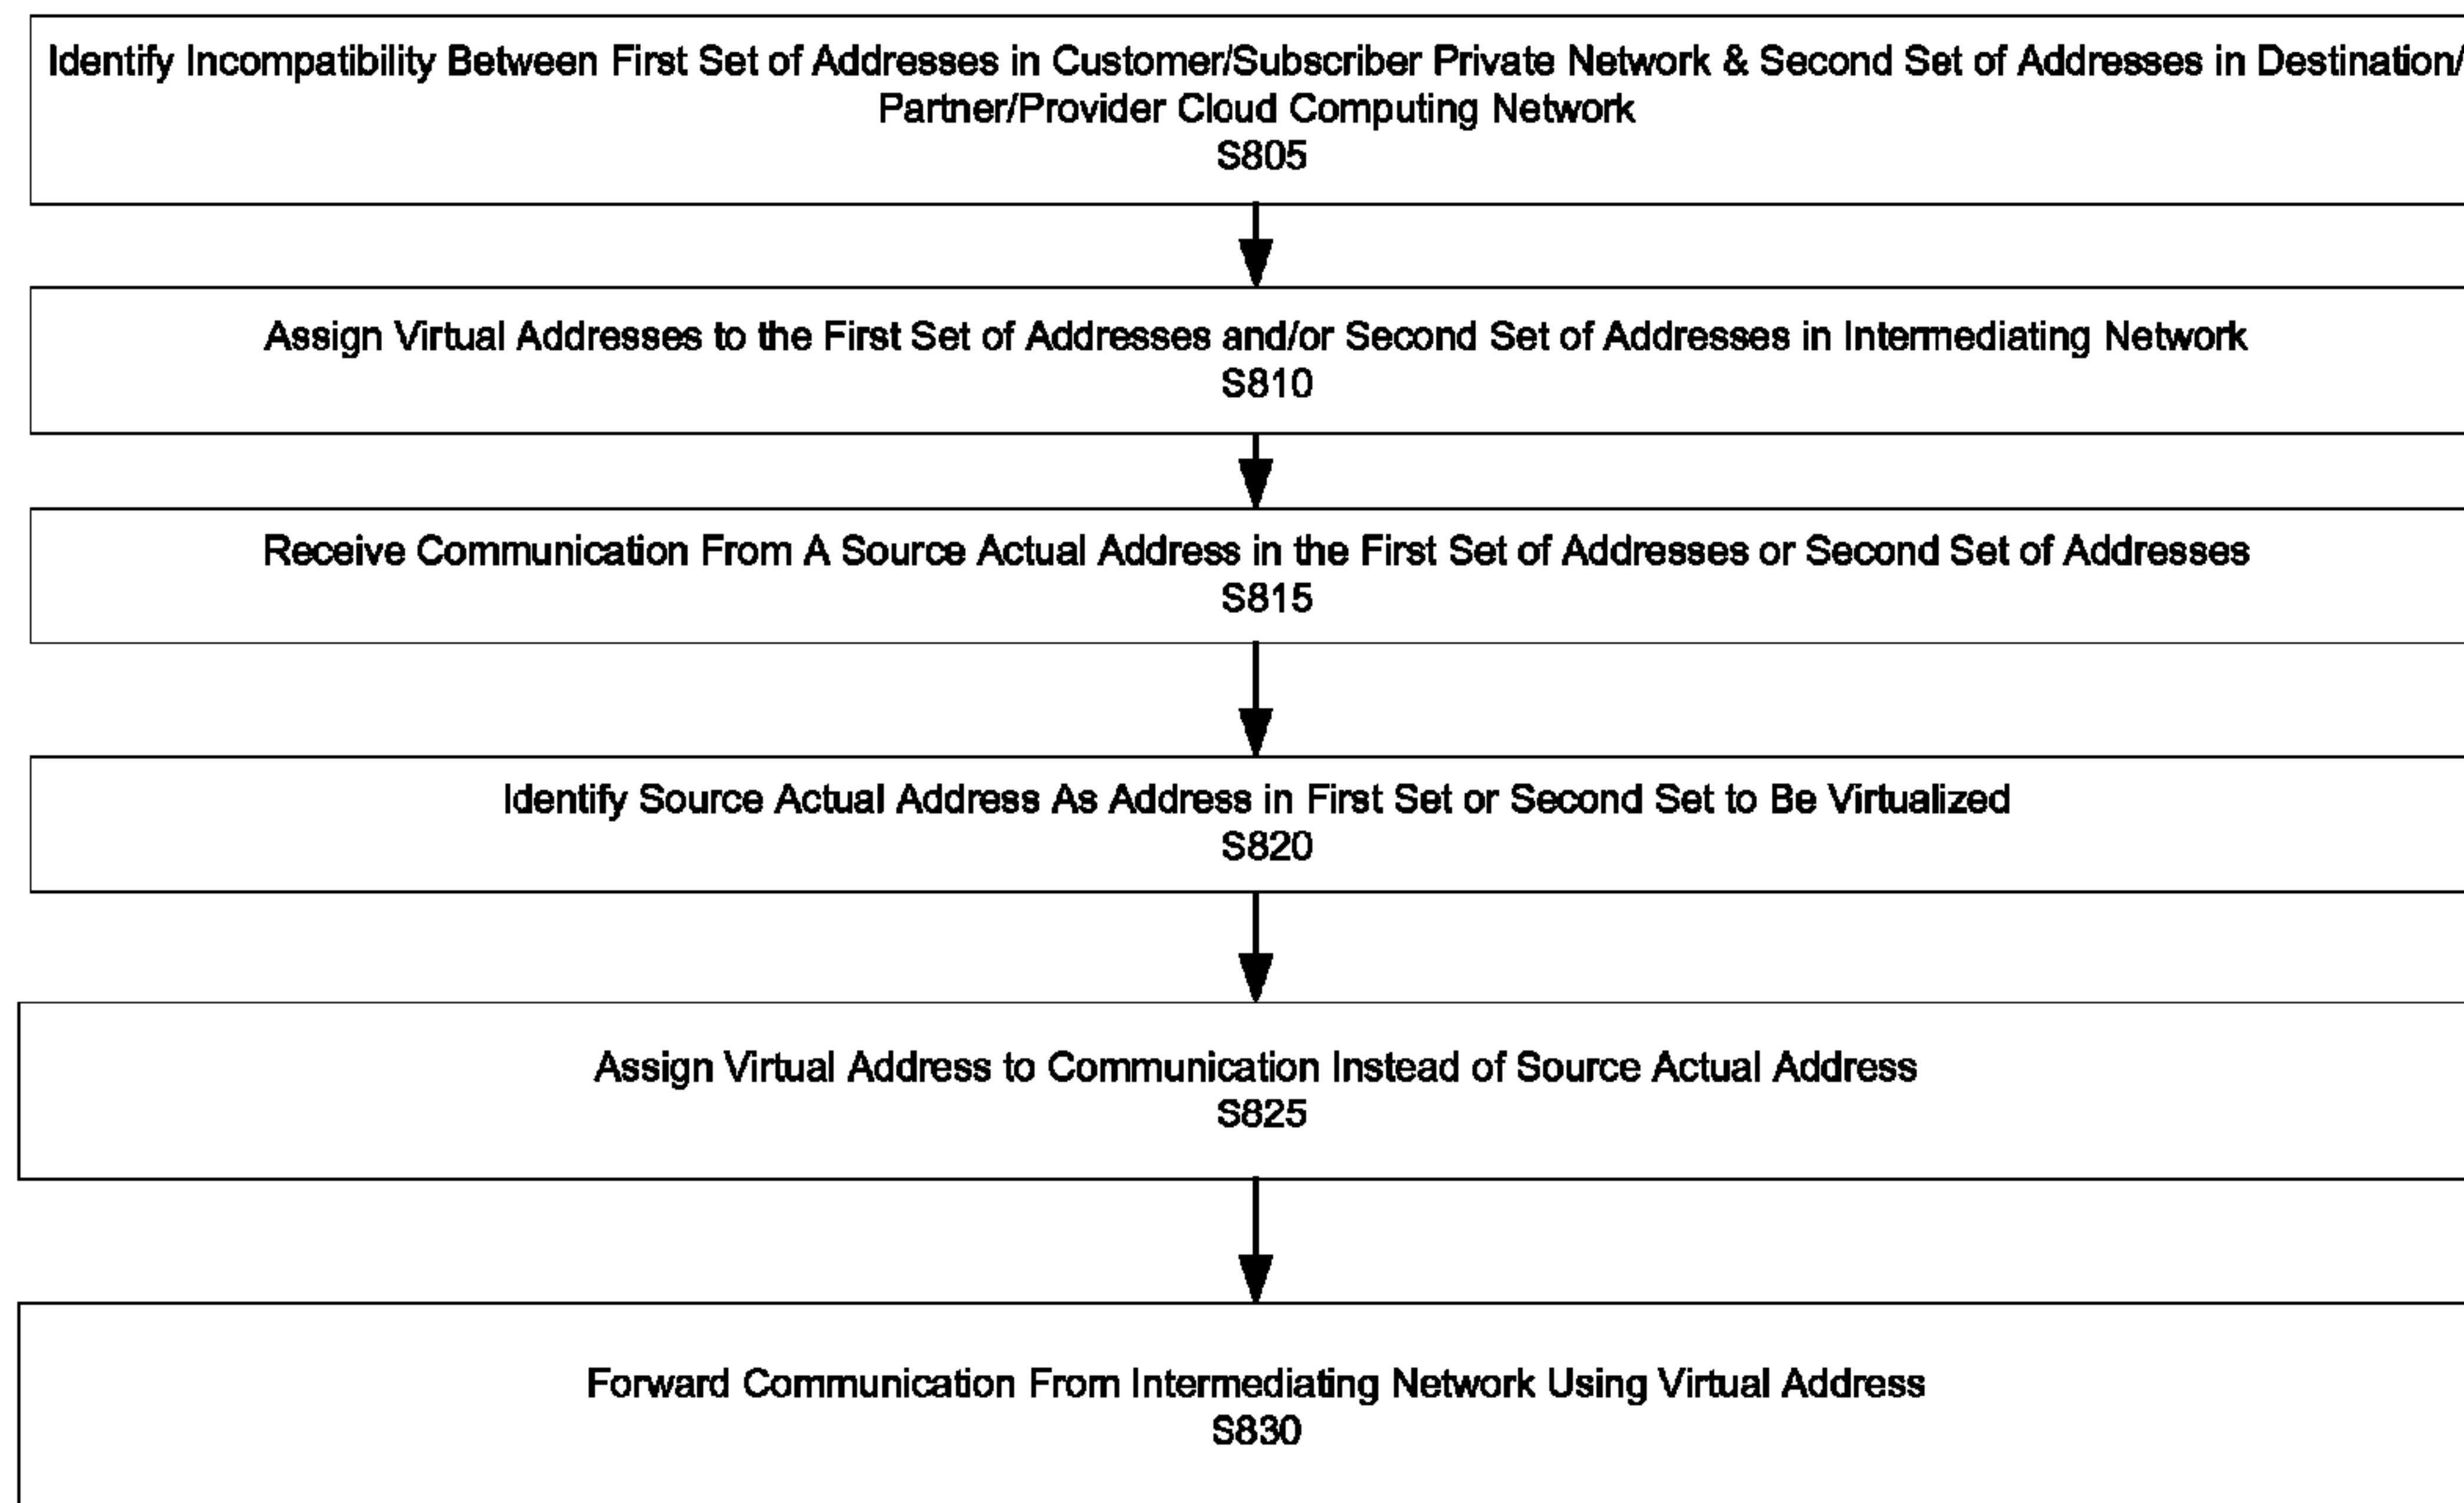 Identify Incompatibility Between First Set of Addresses in Customer/Subscriber Private Network & Second Set of Addresses in Destination/
Partner/Provider Cloud Computing Network
S805
Assign Virtual Addresses to the First Set of Addresses and/or Second Set of Addresses in Intermediating Network
S810
Receive Communication From A Source Actual Address in the First Set of Addresses or Second Set of Addresses
S815
Identify Source Actual Address As Address in First Set or Second Set to Be Virtualized
S820
Assign Virtual Address to Communication Instead of Source Actual Address
S825
Forward Communication From Intermediating Network Using Virtual Address
S830